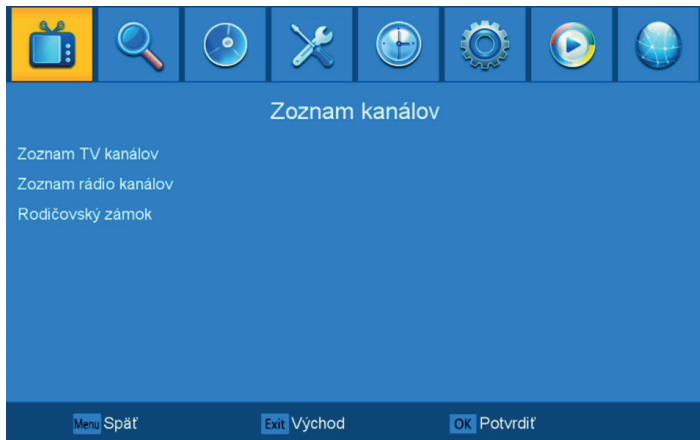 Zoznam kanálov
Zoznam TV kanálov
Zoznam rádio kanálov
Rodičovský zámok
Menu Späť Exit Východ OK Potvrdiť